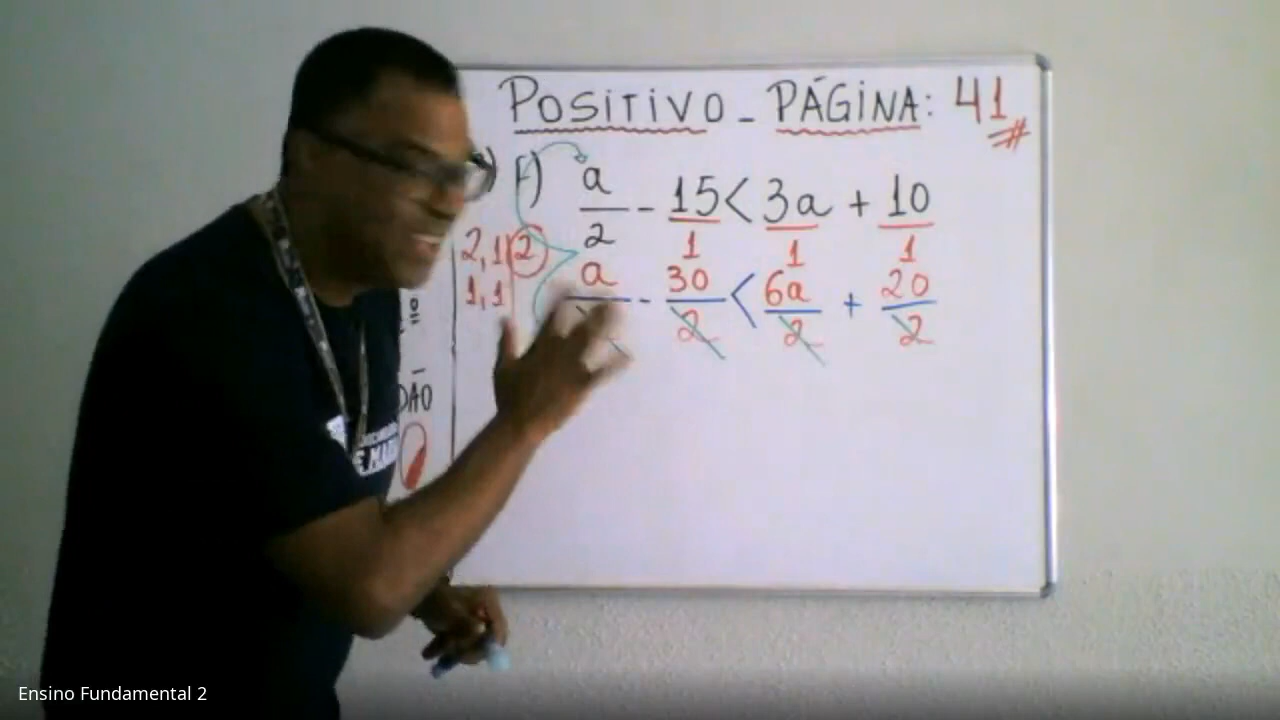 POSITIVO - PÁGINA: 41
f) a/2 - 15/1 < 3a/1 + 10/1
2,1|2
1,1|
a - 30/2 < 6a/2 + 20/2
DÃO
Ensino Fundamental 2